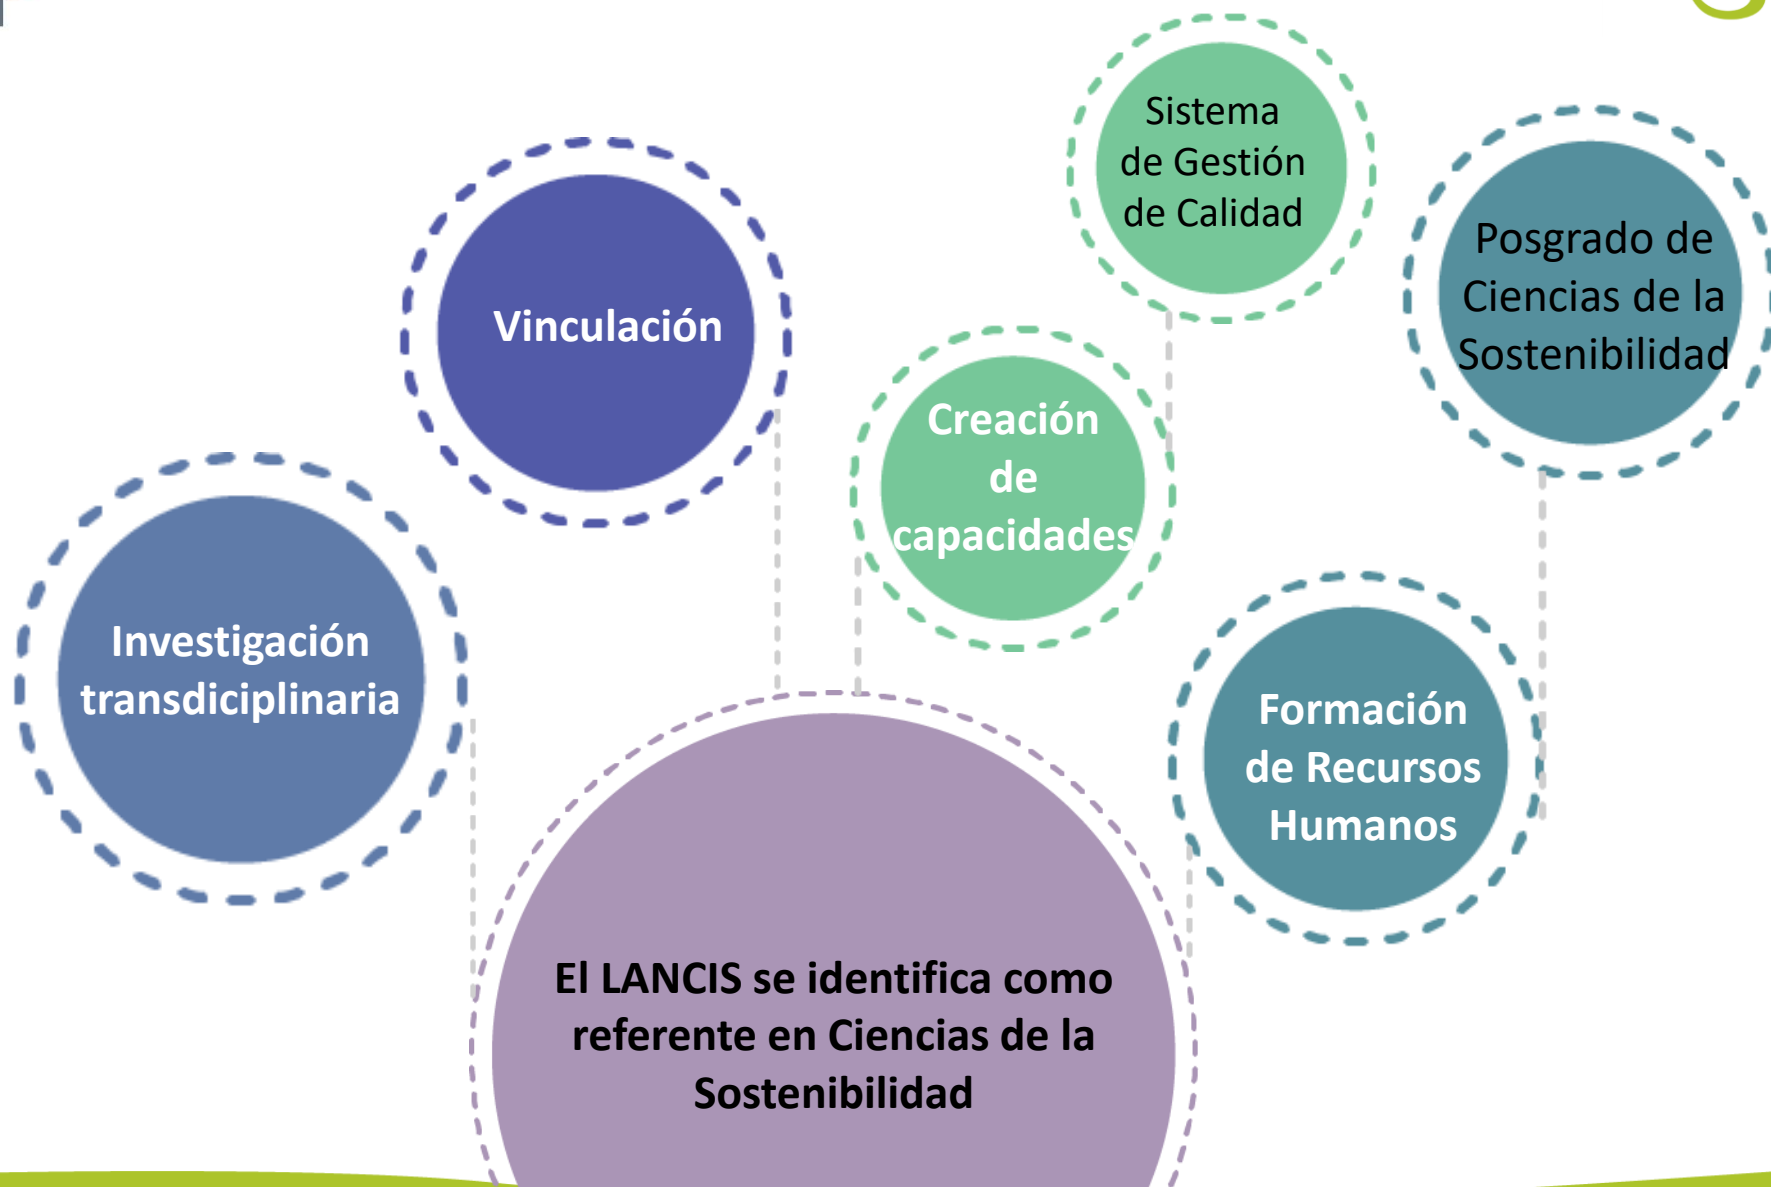 Sistema
de Gestión
de Calidad
Posgrado de
Ciencias de la
Sostenibilidad
Vinculación
Creación
de
capacidades
Investigación
transdiciplinaria
Formación
de Recursos
Humanos
El LANCIS se identifica como
referente en Ciencias de la
Sostenibilidad